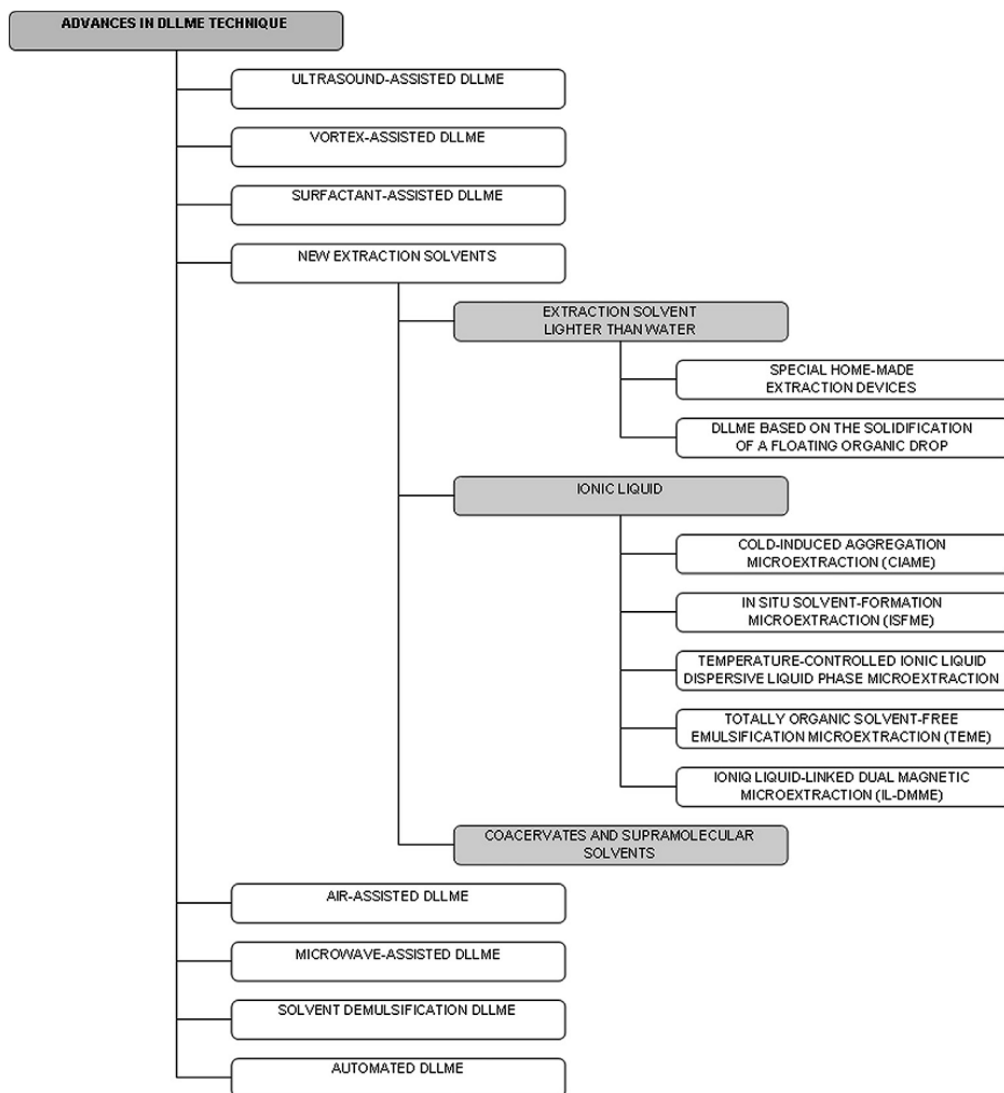 ADVANCES IN DLLME TECHNIQUE
ULTRASOUND-ASSISTED DLLME
VORTEX-ASSISTED DLLME
SURFACTANT-ASSISTED DLLME
NEW EXTRACTION SOLVENTS
EXTRACTION SOLVENT
LIGHTER THAN WATER
SPECIAL HOME-MADE
EXTRACTION DEVICES
DLLME BASED ON THE SOLIDIFICATION
OF A FLOATING ORGANIC DROP
IONIC LIQUID
COLD-INDUCED AGGREGATION
MICROEXTRACTION (CIAME)
IN SITU SOLVENT-FORMATION
MICROEXTRACTION (ISFME)
TEMPERATURE-CONTROLLED IONIC LIQUID
DISPERSIVE LIQUID PHASE MICROEXTRACTION
TOTALLY ORGANIC SOLVENT-FREE
EMULSIFICATION MICROEXTRACTION (TEME)
IONIQ LIQUID-LINKED DUAL MAGNETIC
MICROEXTRACTION (IL-DMME)
COACERVATES AND SUPRAMOLECULAR
SOLVENTS
AIR-ASSISTED DLLME
MICROWAVE-ASSISTED DLLME
SOLVENT DEMULSIFICATION DLLME
AUTOMATED DLLME